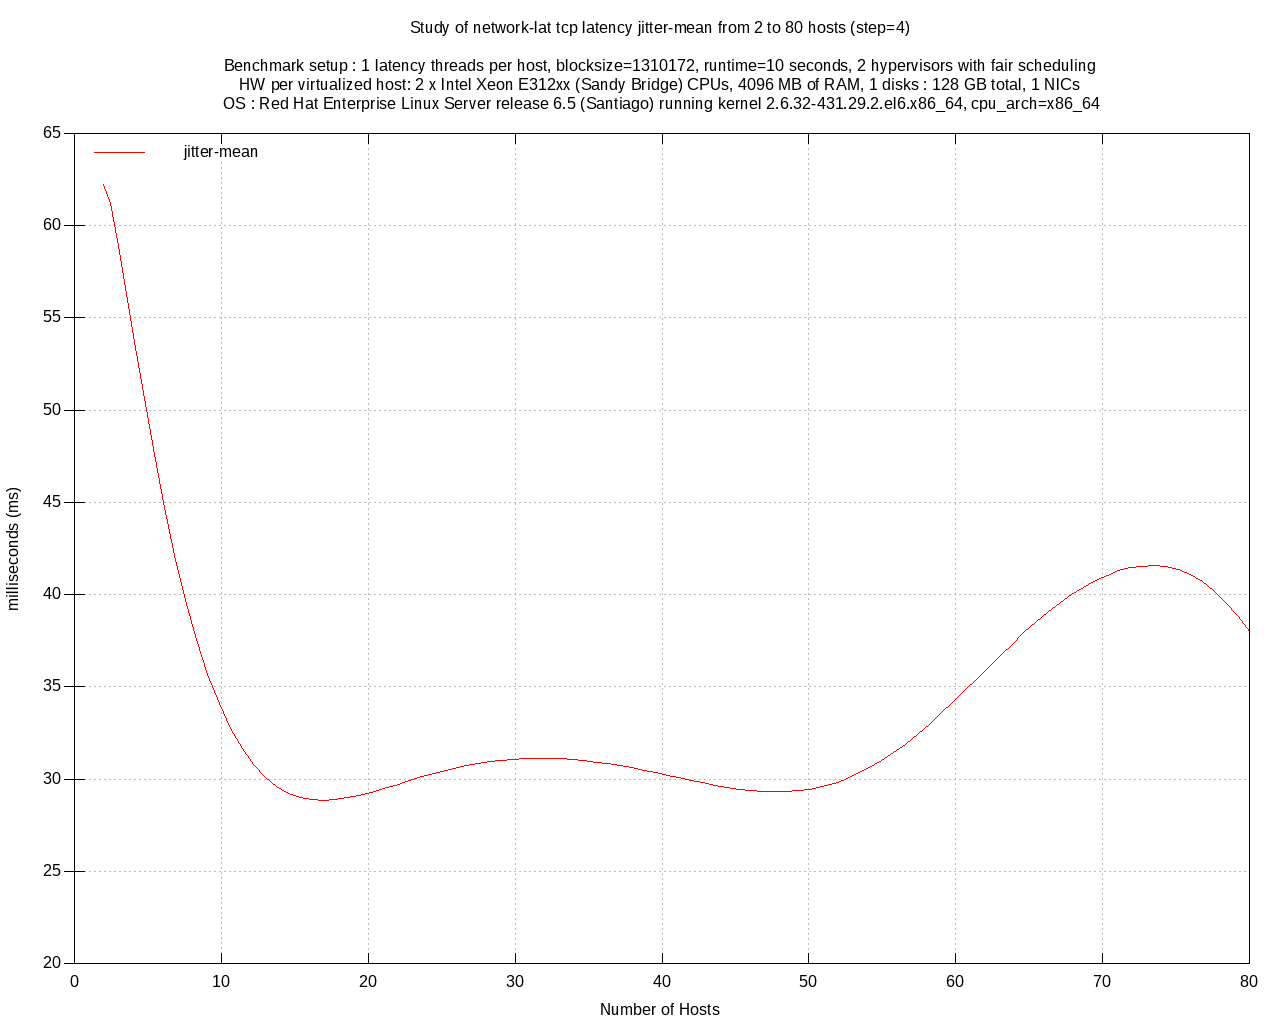 Study of network-lat tcp latency jitter-mean from 2 to 80 hosts (step=4)
Benchmark setup : 1 latency threads per host, blocksize=1310172, runtime=10 seconds, 2 hypervisors with fair scheduling
HW per virtualized host: 2 x Intel Xeon E312xx (Sandy Bridge) CPUs, 4096 MB of RAM, 1 disks : 128 GB total, 1 NICs
OS : Red Hat Enterprise Linux Server release 6.5 (Santiago) running kernel 2.6.32-431.29.2.el6.x86_64, cpu_arch=x86_64
jitter-mean
65
60
55
50
45
40
35
30
25
20
milliseconds (ms)
0 10 20 30 40 50 60 70 80
Number of Hosts